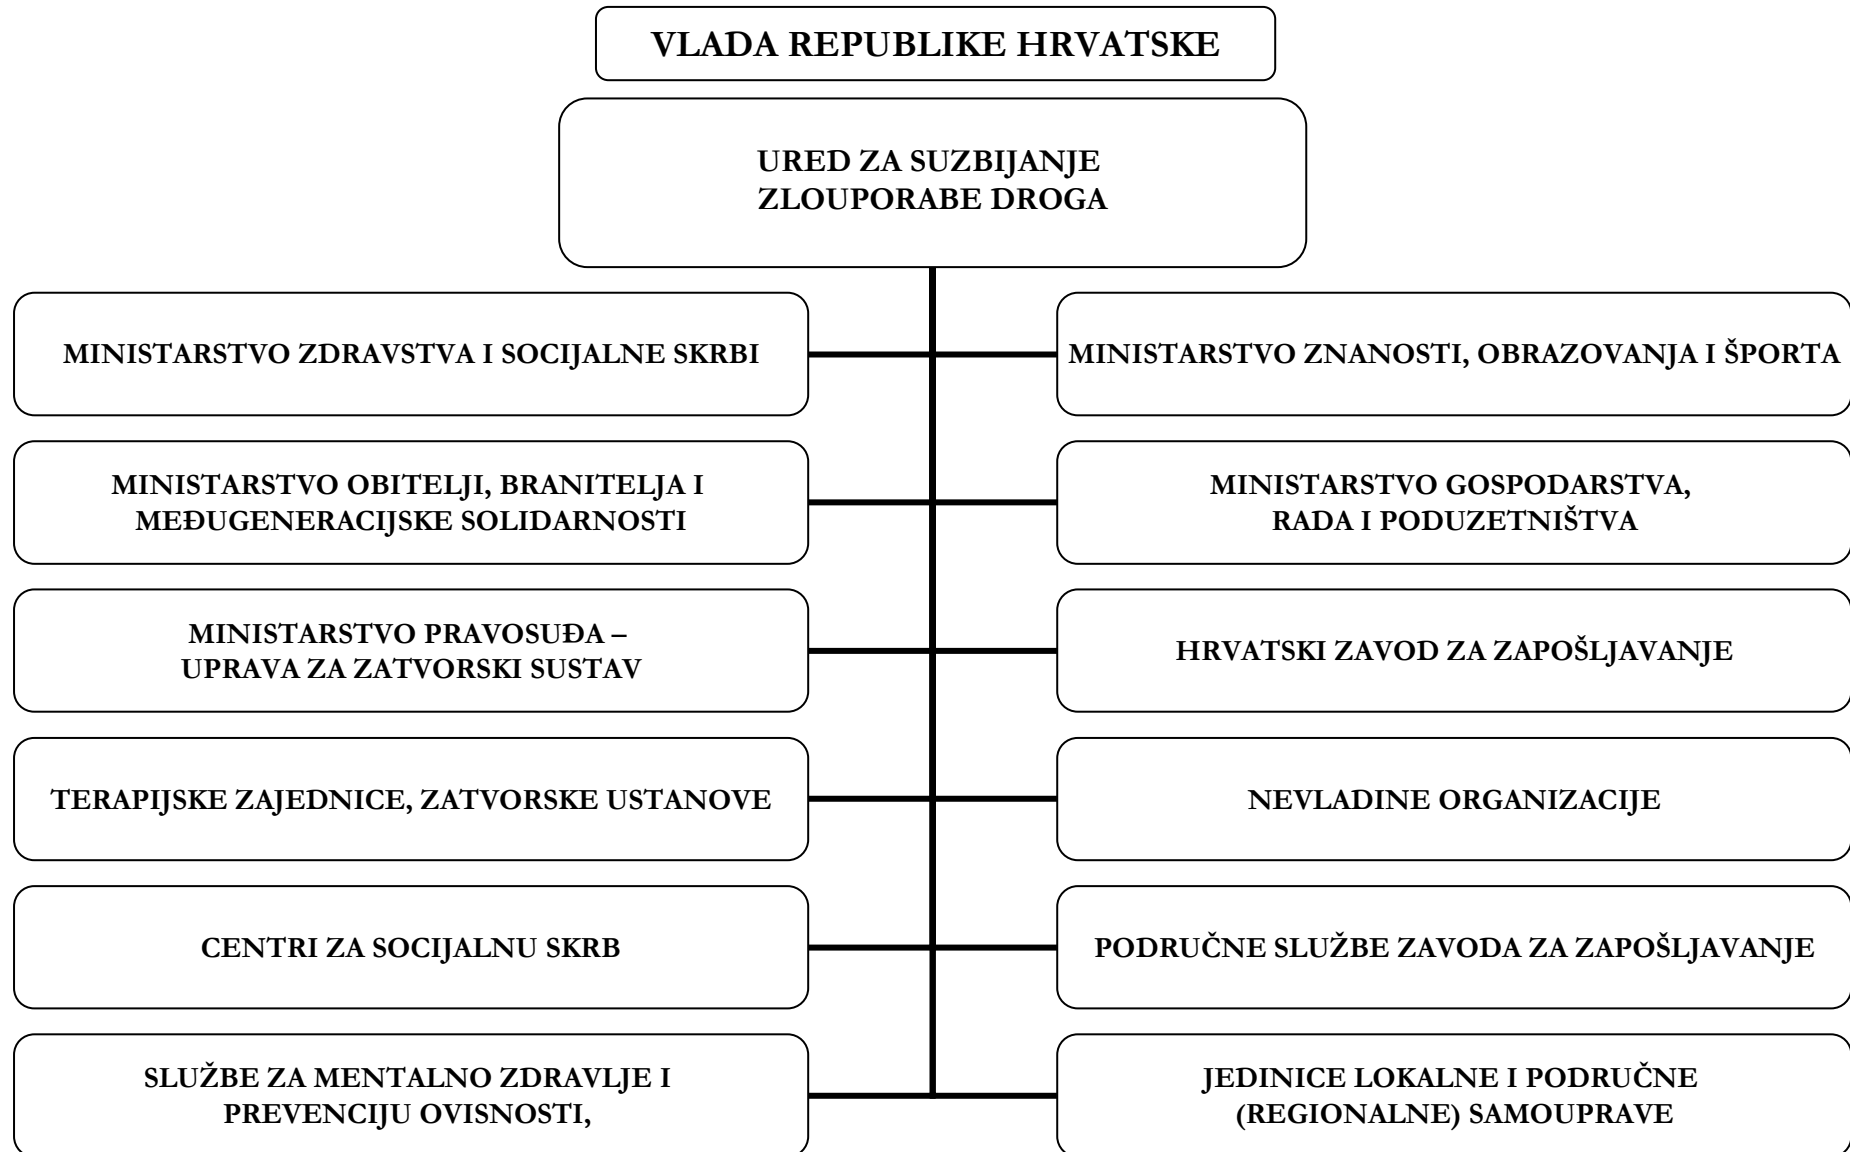 VLADA REPUBLIKE HRVATSKE
URED ZA SUZBIJANJE
ZLOUPORABE DROGA
MINISTARSTVO ZDRAVSTVA I SOCIJALNE SKRBI
MINISTARSTVO ZNANOSTI, OBRAZOVANJA I ŠPORTA
MINISTARSTVO OBITELJI, BRANITELJA I
MEĐUGENERACIJSKE SOLIDARNOSTI
MINISTARSTVO GOSPODARSTVA,
RADA I PODUZETNIŠTVA
MINISTARSTVO PRAVOSUĐA –
UPRAVA ZA ZATVORSKI SUSTAV
HRVATSKI ZAVOD ZA ZAPOŠLJAVANJE
TERAPIJSKE ZAJEDNICE, ZATVORSKE USTANOVE
NEVLADINE ORGANIZACIJE
CENTRI ZA SOCIJALNU SKRB
PODRUČNE SLUŽBE ZAVODA ZA ZAPOŠLJAVANJE
SLUŽBE ZA MENTALNO ZDRAVLJE I
PREVENCIJU OVISNOSTI,
JEDINICE LOKALNE I PODRUČNE
(REGIONALNE) SAMOUPRAVE